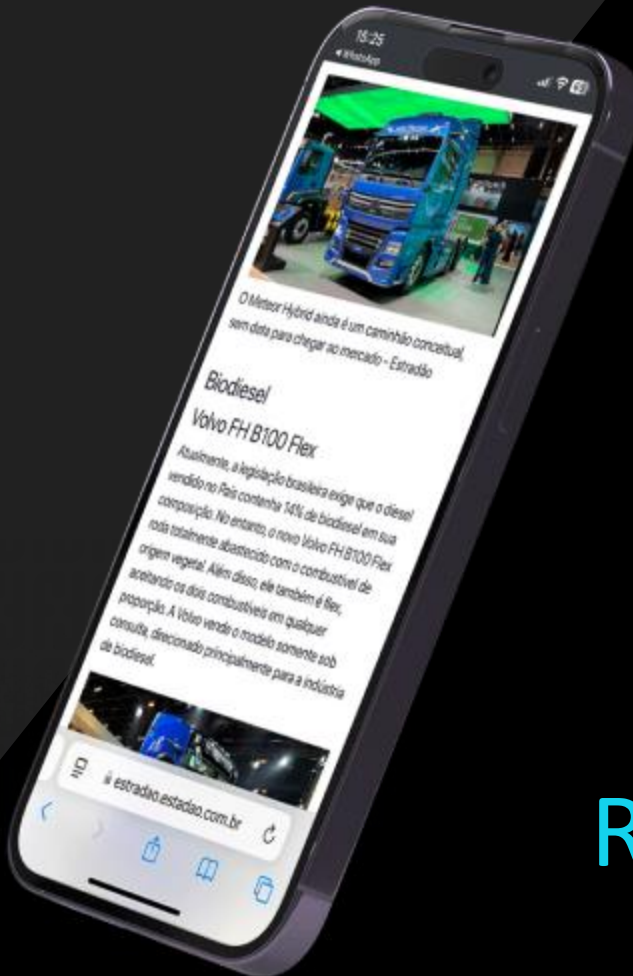 15:25
WhatsApp
O Meteor Hybrid ainda é um caminhão conceitual,
sem data para chegar ao mercado - Estradão
Biodiesel
Volvo FH B100 Flex
Atualmente, a legislação brasileira exige que o diesel
vendido no País contenha 14% de biodiesel em sua
composição. No entanto, o novo Volvo FH B100 Flex
roda totalmente abastecido com o combustível de
origem vegetal. Além disso, ele também é flex,
aceitando os dois combustíveis em qualquer
proporção. A Volvo vende o modelo somente sob
consulta, direcionado principalmente para a indústria
de biodiesel.
estradao.estadao.com.br
R